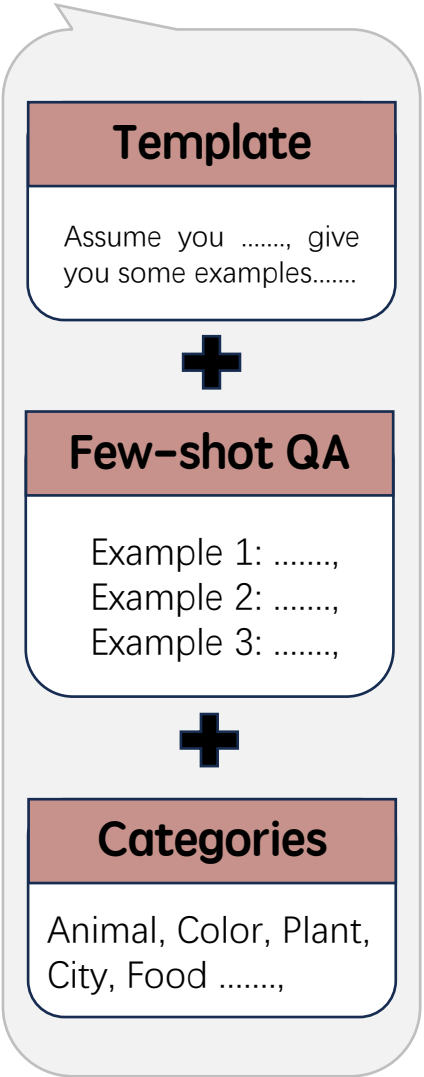 Template
Assume you ......., give
you some examples.......
Few-shot QA
Example 1: .......,
Example 2: .......,
Example 3: .......,
Categories
Animal, Color, Plant,
City, Food .......,